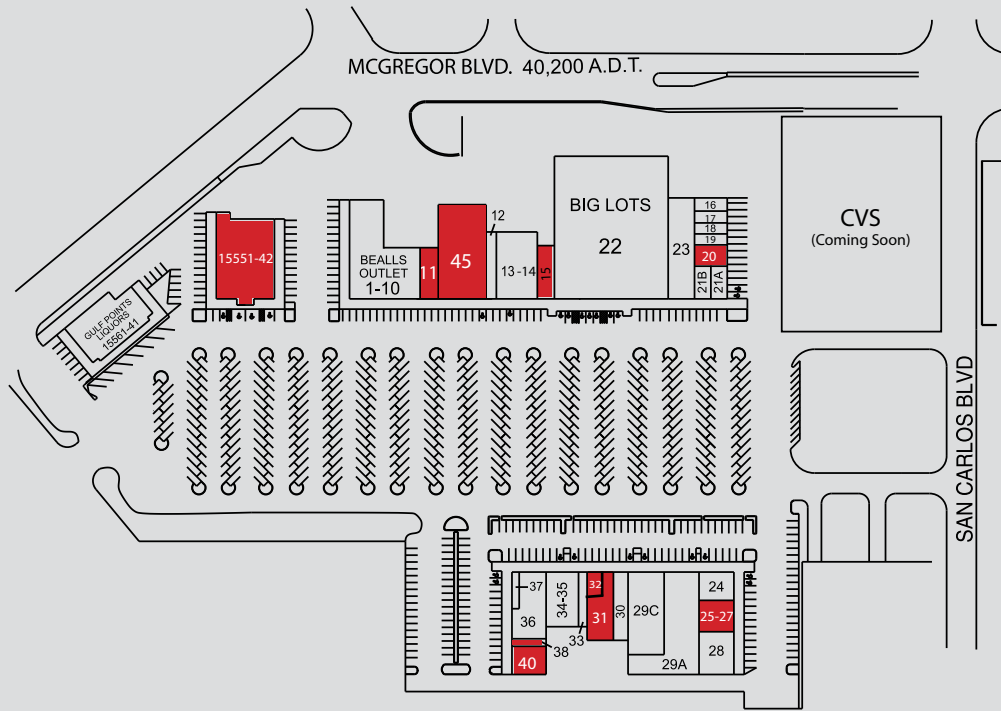 MCGREGOR BLVD. 40,200 A.D.T.
BIG LOTS
22
CVS
(Coming Soon)
12
16
17
18
19
20
21B
21A
23
15551-42
BEALLS
OUTLET
1-10
11
45
13-14
15
GULF POINTS
LIQUORS
15561-41
SAN CARLOS BLVD
37
36
38
40
34-35
33
32
31
30
29C
29A
24
25-27
28